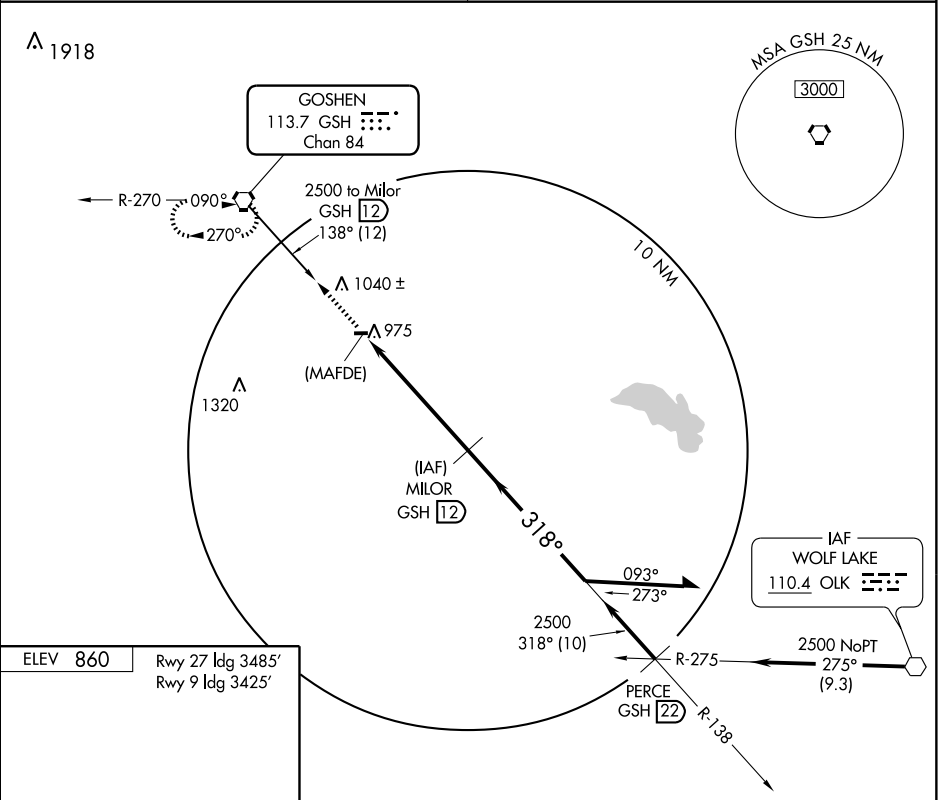 1918
MSA GSH 25 NM
3000
GOSHEN
113.7 GSH
Chan 84
R-270
090°
270°
2500 to Milor
GSH 12
138° (12)
1040 ±
10 NM
975
(MAFDE)
1320
(IAF)
MILOR
GSH 12
318°
IAF
WOLF LAKE
110.4 OLK
093°
273°
2500
318° (10)
2500 NoPT
R-275
275°
(9.3)
PERCE
GSH 22
R-138
ELEV 860
Rwy 27 ldg 3485'
Rwy 9 ldg 3425'